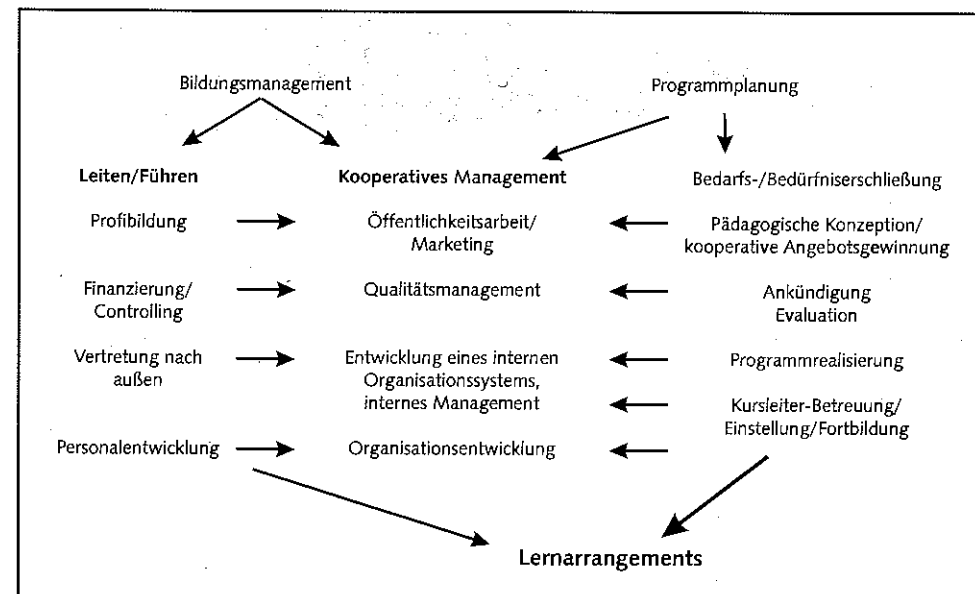 Bildungsmanagement
Programmplanung
Leiten/Führen
Kooperatives Management
Bedarfs-/Bedürfniserschließung
Profibildung
Öffentlichkeitsarbeit/
Marketing
Pädagogische Konzeption/
kooperative Angebotsgewinnung
Finanzierung/
Controlling
Qualitätsmanagement
Ankündigung
Evaluation
Vertretung nach
außen
Entwicklung eines internen
Organisationssystems,
internes Management
Programmrealisierung
Kursleiter-Betreuung/
Einstellung/Fortbildung
Personalentwicklung
Organisationsentwicklung
Lernarrangements